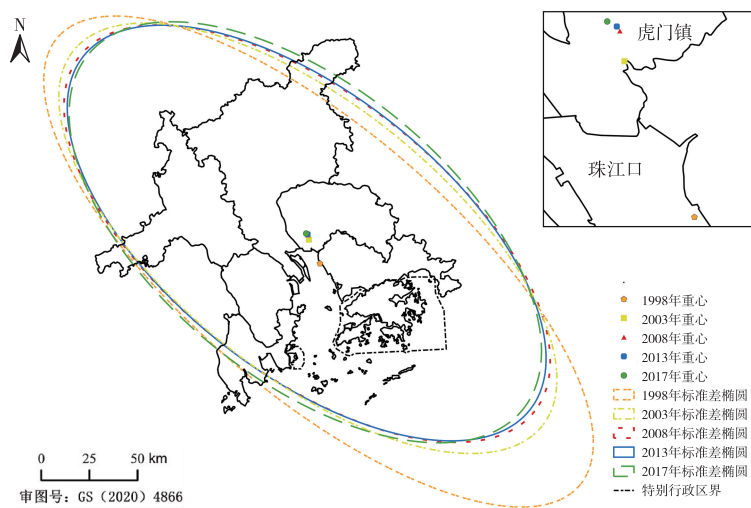 N
虎门镇
珠江口
1998年重心
2003年重心
2008年重心
2013年重心
2017年重心
1998年标准差椭圆
2003年标准差椭圆
2008年标准差椭圆
2013年标准差椭圆
2017年标准差椭圆
特别行政区界
0 25 50 km
审图号：GS（2020）4866